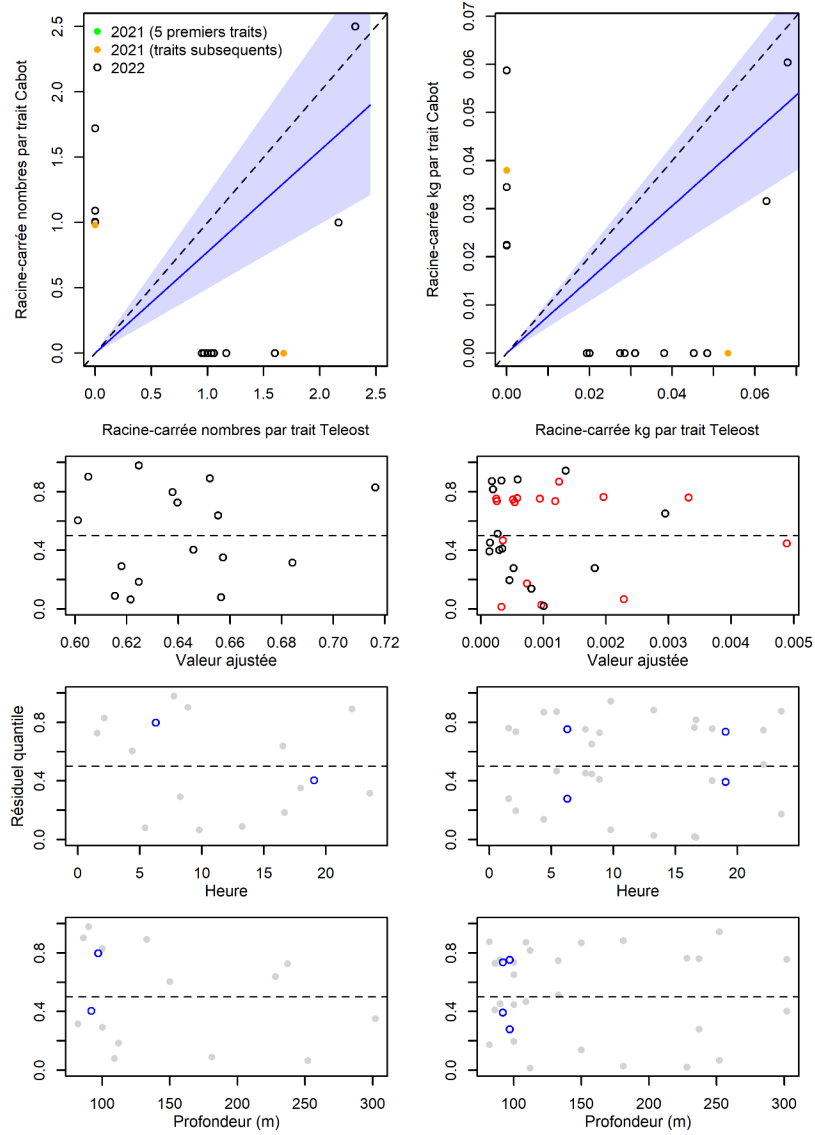 2021 (5 premiers traits)
2021 (traits subsequents)
2022
Racine-carrée nombres par trait Cabot
0.0 0.5 1.0 1.5 2.0 2.5
0.0 0.5 1.0 1.5 2.0 2.5
Racine-carrée nombres par trait Teleost
Racine-carrée kg par trait Cabot
0.00 0.01 0.02 0.03 0.04 0.05 0.06 0.07
0.00 0.02 0.04 0.06
Racine-carrée kg par trait Teleost
0.0 0.4 0.8
0.60 0.62 0.64 0.66 0.68 0.70 0.72
Valeur ajustée
0.0 0.4 0.8
0.000 0.001 0.002 0.003 0.004 0.005
Valeur ajustée
Résiduel quantile
0.0 0.4 0.8
0 5 10 15 20
Heure
0.0 0.4 0.8
0 5 10 15 20
Heure
0.0 0.4 0.8
100 150 200 250 300
Profondeur (m)
0.0 0.4 0.8
100 150 200 250 300
Profondeur (m)